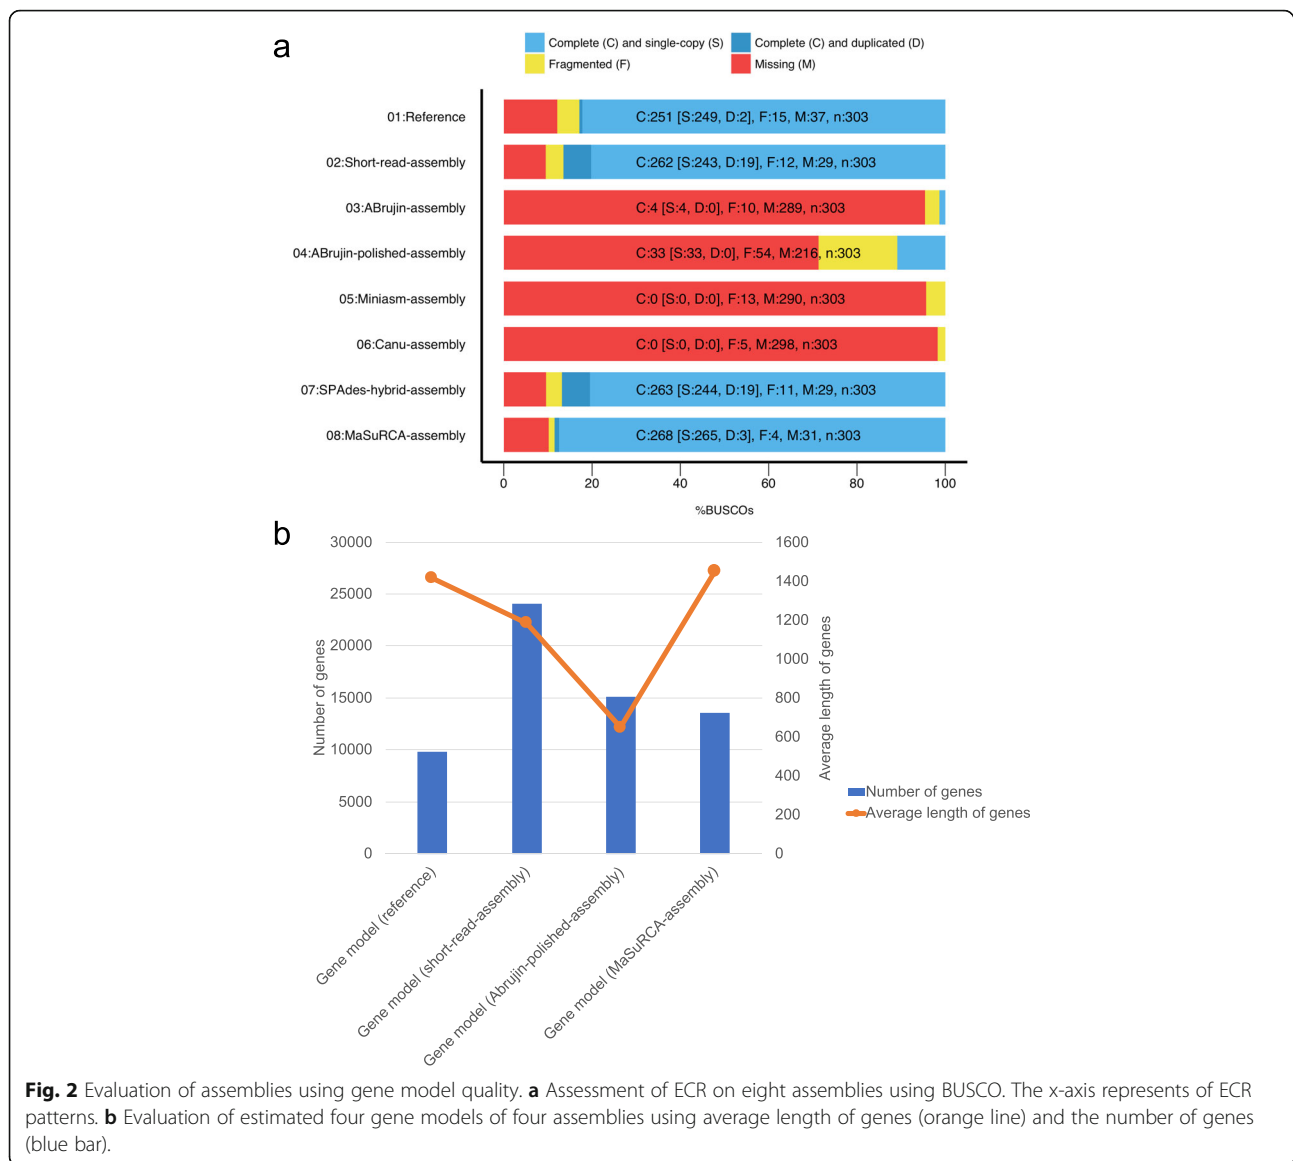 a
Complete (C) and single-copy (S)
Complete (C) and duplicated (D)
Fragmented (F)
Missing (M)
01:Reference
C:251 [S:249, D:2], F:15, M:37, n:303
02:Short-read-assembly
C:262 [S:243, D:19], F:12, M:29, n:303
03:ABrujin-assembly
C:4 [S:4, D:0], F:10, M:289, n:303
04:ABrujin-polished-assembly
C:33 [S:33, D:0], F:54, M:216, n:303
05:Miniasm-assembly
C:0 [S:0, D:0], F:13, M:290, n:303
06:Canu-assembly
C:0 [S:0, D:0], F:5, M:298, n:303
07:SPAdes-hybrid-assembly
C:263 [S:244, D:19], F:11, M:29, n:303
08:MaSuRCA-assembly
C:268 [S:265, D:3], F:4, M:31, n:303
0 20 40 60 80 100
%BUSCOs
b
30000
25000
20000
15000
10000
5000
0
Number of genes
1600
1400
1200
1000
800
600
400
200
0
Average length of genes
Number of genes
Average length of genes
Gene model (reference)
Gene model (short-read-assembly)
Gene model (Abrujin-polished-assembly)
Gene model (MaSuRCA-assembly)
Fig. 2 Evaluation of assemblies using gene model quality. a Assessment of ECR on eight assemblies using BUSCO. The x-axis represents of ECR
patterns. b Evaluation of estimated four gene models of four assemblies using average length of genes (orange line) and the number of genes
(blue bar).